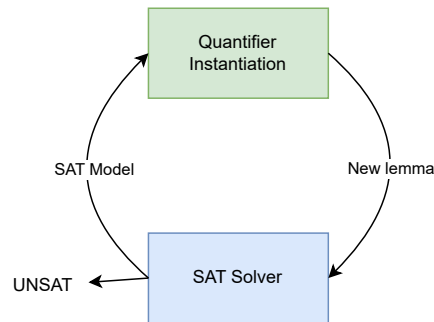 Quantifier
Instantiation
SAT Model
New lemma
SAT Solver
UNSAT